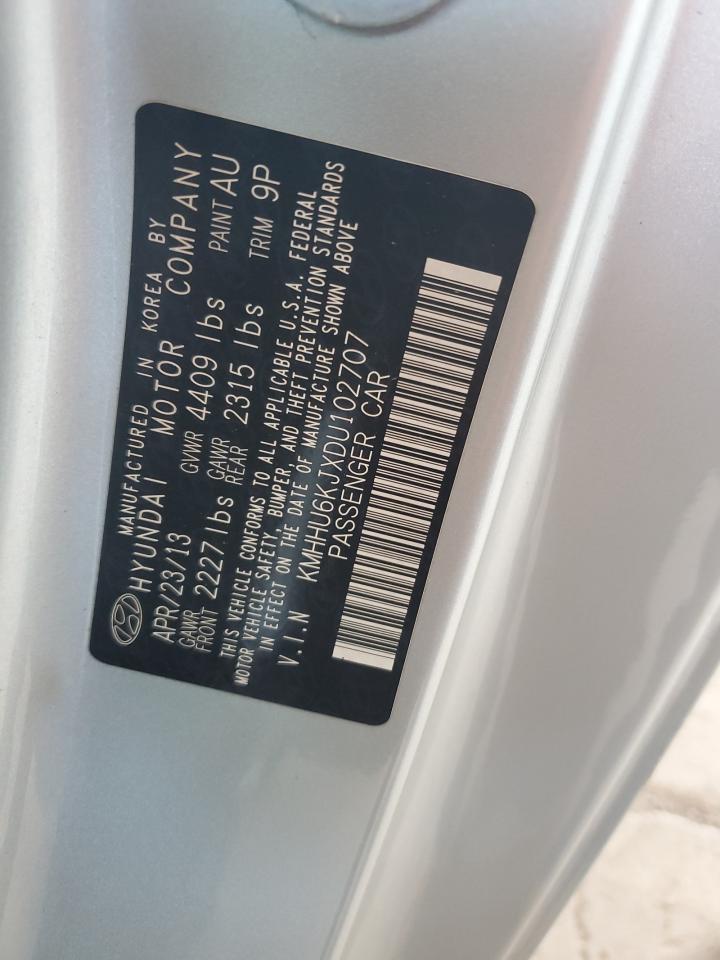 MANUFACTURED IN KOREA BY
HYUNDAI MOTOR COMPANY
APR/23/13 GVWR 4409 lbs PAINT AU
GAWR FRONT 2227 lbs GAWR REAR 2315 lbs TRIM 9P
THIS VEHICLE CONFORMS TO ALL APPLICABLE U.S.A. FEDERAL
MOTOR VEHICLE SAFETY, BUMPER, AND THEFT PREVENTION STANDARDS
IN EFFECT ON THE DATE OF MANUFACTURE SHOWN ABOVE
V.I.N KMHHU6KJXDU102707
PASSENGER CAR